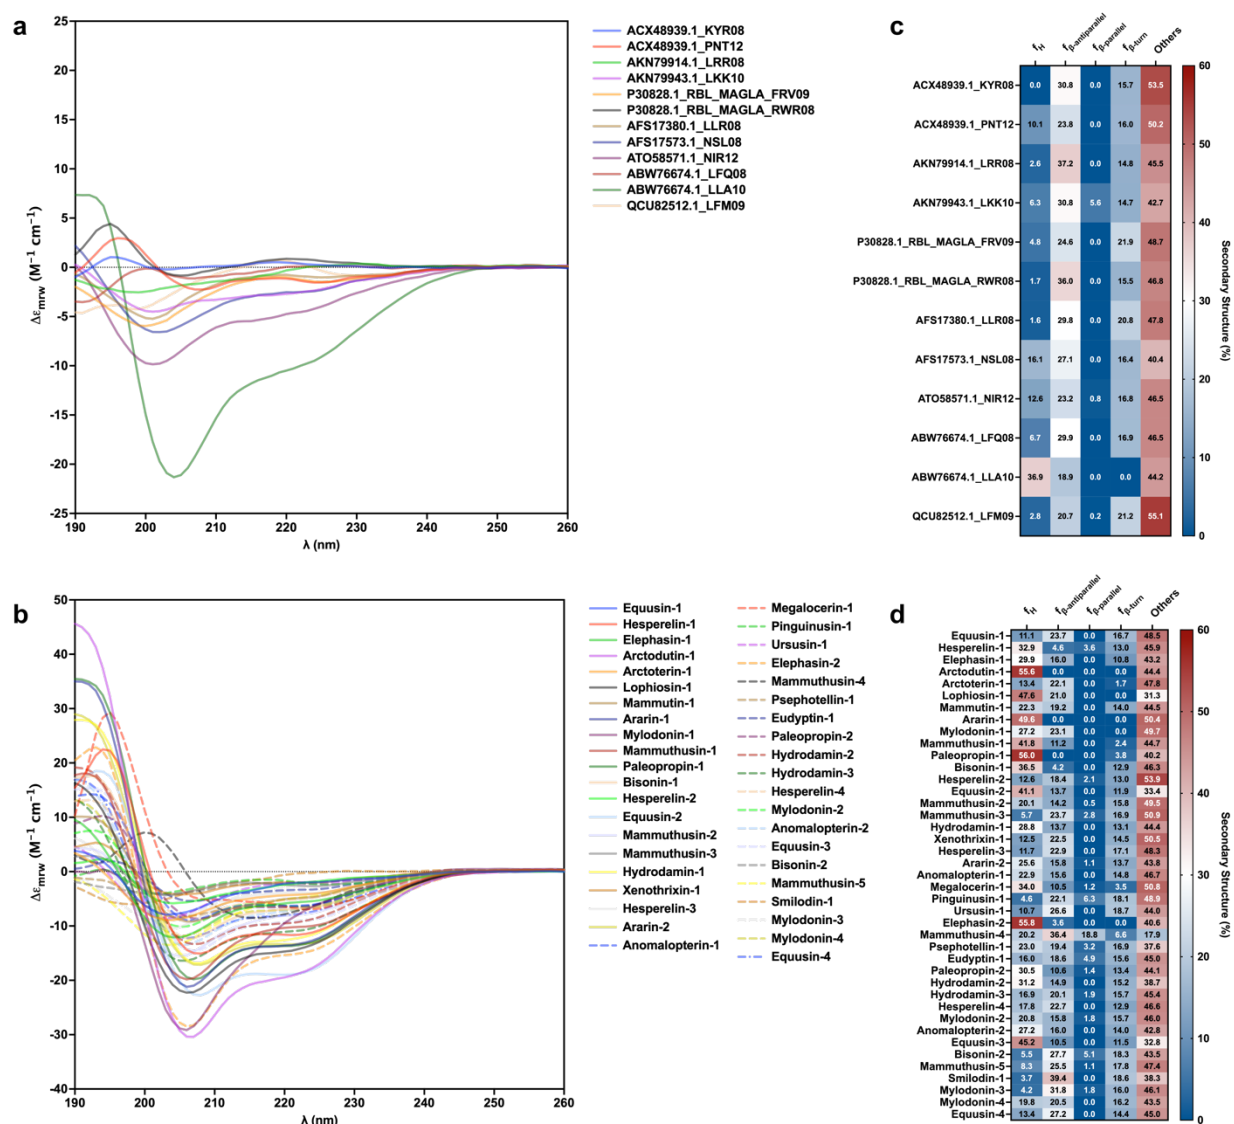 a
25
20
15
10
5
0
-5
-10
-15
-20
-25
190
200
210
220
230
240
250
260
λ (nm)
Δε_mrw (M⁻¹ cm⁻¹)
ACX48939.1_KYR08
ACX48939.1_PNT12
AKN79914.1_LRR08
AKN79943.1_LKK10
P30828.1_RBL_MAGLA_FRV09
P30828.1_RBL_MAGLA_RWR08
AFS17380.1_LLR08
AFS17573.1_NSL08
ATO58571.1_NIR12
ABW76674.1_LFQ08
ABW76674.1_LLA10
QCU82512.1_LFM09
c
f_H f_β-antiparallel f_β-parallel f_β-turn Others
ACX48939.1_KYR08 0.0 30.8 0.0 15.7 53.5
ACX48939.1_PNT12 10.1 23.8 0.0 16.0 50.2
AKN79914.1_LRR08 2.6 37.2 0.0 14.8 45.5
AKN79943.1_LKK10 6.3 30.8 5.6 14.7 42.7
P30828.1_RBL_MAGLA_FRV09 4.8 24.6 0.0 21.9 48.7
P30828.1_RBL_MAGLA_RWR08 1.7 36.0 0.0 15.5 46.8
AFS17380.1_LLR08 1.6 29.8 0.0 20.8 47.8
AFS17573.1_NSL08 16.1 27.1 0.0 16.4 40.4
ATO58571.1_NIR12 12.6 23.2 0.8 16.8 46.5
ABW76674.1_LFQ08 6.7 29.9 0.0 16.9 46.5
ABW76674.1_LLA10 36.9 18.9 0.0 0.0 44.2
QCU82512.1_LFM09 2.8 20.7 0.2 21.2 55.1
60
50
40
30
20
10
0
Secondary Structure (%)
b
50
40
30
20
10
0
-10
-20
-30
-40
190
200
210
220
230
240
250
260
λ (nm)
Δε_mrw (M⁻¹ cm⁻¹)
Equusin-1
Hesperelin-1
Elephasin-1
Arctodutin-1
Arctoterin-1
Lophiosin-1
Mammutin-1
Ararin-1
Mylodonin-1
Mammuthusin-1
Paleopropin-1
Bisonin-1
Hesperelin-2
Equusin-2
Mammuthusin-2
Mammuthusin-3
Hydrodamin-1
Xenothrixin-1
Hesperelin-3
Ararin-2
Anomalopterin-1
Megalocerin-1
Pinguinusin-1
Ursusin-1
Elephasin-2
Mammuthusin-4
Psephotellin-1
Eudyptin-1
Paleopropin-2
Hydrodamin-2
Hydrodamin-3
Hesperelin-4
Mylodonin-2
Anomalopterin-2
Equusin-3
Bisonin-2
Mammuthusin-5
Smilodin-1
Mylodonin-3
Mylodonin-4
Equusin-4
d
f_H f_β-antiparallel f_β-parallel f_β-turn Others
Equusin-1 11.1 23.7 0.0 16.7 48.5
Hesperelin-1 32.9 4.6 3.6 13.0 45.9
Elephasin-1 29.9 16.0 0.0 10.8 43.2
Arctodutin-1 55.6 0.0 0.0 0.0 44.4
Arctoterin-1 13.4 22.1 0.0 1.7 47.8
Lophiosin-1 47.6 21.0 0.0 0.0 31.3
Mammutin-1 22.3 19.2 0.0 14.0 44.5
Ararin-1 49.6 0.0 0.0 0.0 50.4
Mylodonin-1 27.2 23.1 0.0 0.0 49.7
Mammuthusin-1 41.8 11.2 0.0 2.4 44.7
Paleopropin-1 56.0 0.0 0.0 3.8 40.2
Bisonin-1 36.5 4.2 0.0 12.9 46.3
Hesperelin-2 12.6 18.4 2.1 13.0 53.9
Equusin-2 41.1 13.7 0.0 11.9 33.4
Mammuthusin-2 20.1 14.2 0.5 15.8 49.5
Mammuthusin-3 5.7 23.7 2.8 16.9 50.9
Hydrodamin-1 28.8 13.7 0.0 13.1 44.4
Xenothrixin-1 12.5 22.5 0.0 14.5 50.5
Hesperelin-3 11.7 22.9 0.0 17.1 48.3
Ararin-2 25.6 15.8 1.1 13.7 43.8
Anomalopterin-1 22.9 15.6 0.0 14.8 46.7
Megalocerin-1 34.0 10.5 1.2 3.5 50.8
Pinguinusin-1 4.6 22.1 6.3 18.1 48.9
Ursusin-1 10.7 26.6 0.0 18.7 44.0
Elephasin-2 55.8 3.6 0.0 0.0 40.6
Mammuthusin-4 20.2 36.4 18.8 6.6 17.9
Psephotellin-1 23.0 19.4 3.2 16.9 37.6
Eudyptin-1 16.0 18.6 4.9 15.6 45.0
Paleopropin-2 30.5 10.6 1.4 13.4 44.1
Hydrodamin-2 31.2 14.9 0.0 15.2 38.7
Hydrodamin-3 16.9 20.1 1.9 15.7 45.4
Hesperelin-4 17.8 22.7 0.0 12.9 46.6
Mylodonin-2 20.8 15.8 1.8 15.7 46.0
Anomalopterin-2 27.2 16.0 0.0 14.0 42.8
Equusin-3 45.2 10.5 0.0 11.5 32.8
Bisonin-2 5.5 27.7 5.1 18.3 43.5
Mammuthusin-5 8.3 25.5 1.1 17.8 47.4
Smilodin-1 3.7 39.4 0.0 18.6 38.3
Mylodonin-3 4.2 31.8 1.8 16.0 46.1
Mylodonin-4 19.8 20.5 0.0 16.2 43.5
Equusin-4 13.4 27.2 0.0 14.4 45.0
60
50
40
30
20
10
0
Secondary Structure (%)